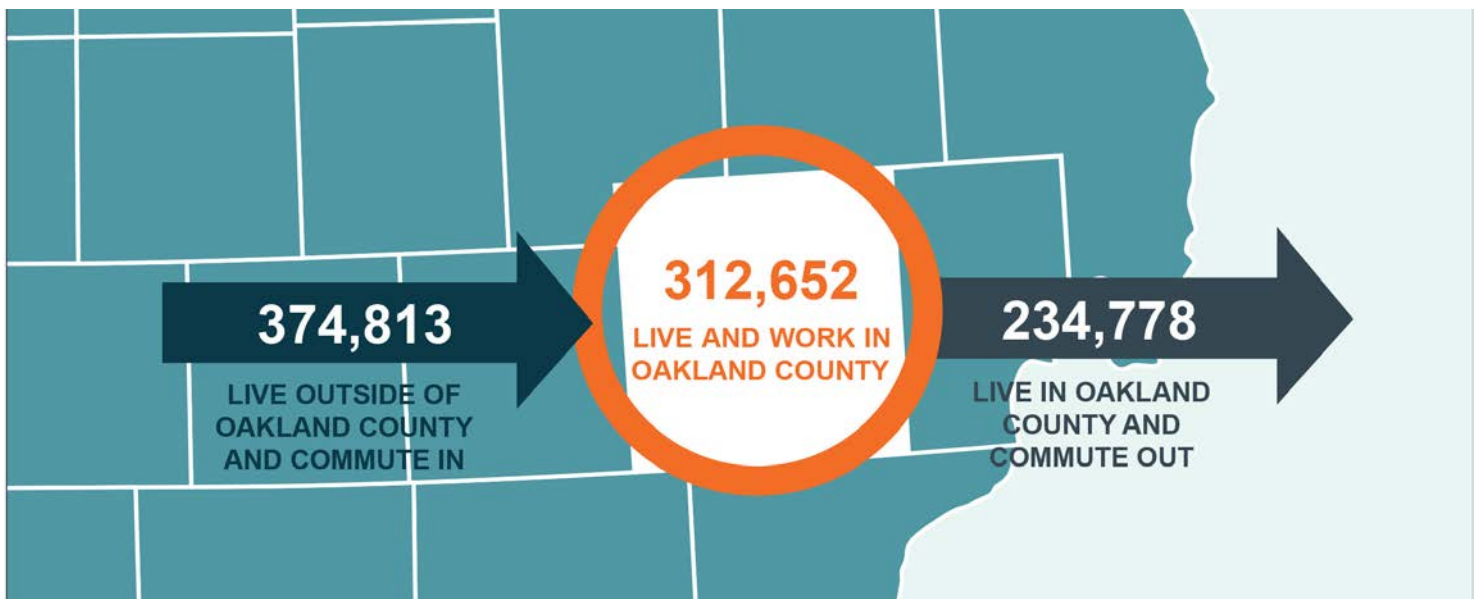 374,813
LIVE OUTSIDE OF
OAKLAND COUNTY
AND COMMUTE IN
312,652
LIVE AND WORK IN
OAKLAND COUNTY
234,778
LIVE IN OAKLAND
COUNTY AND
COMMUTE OUT